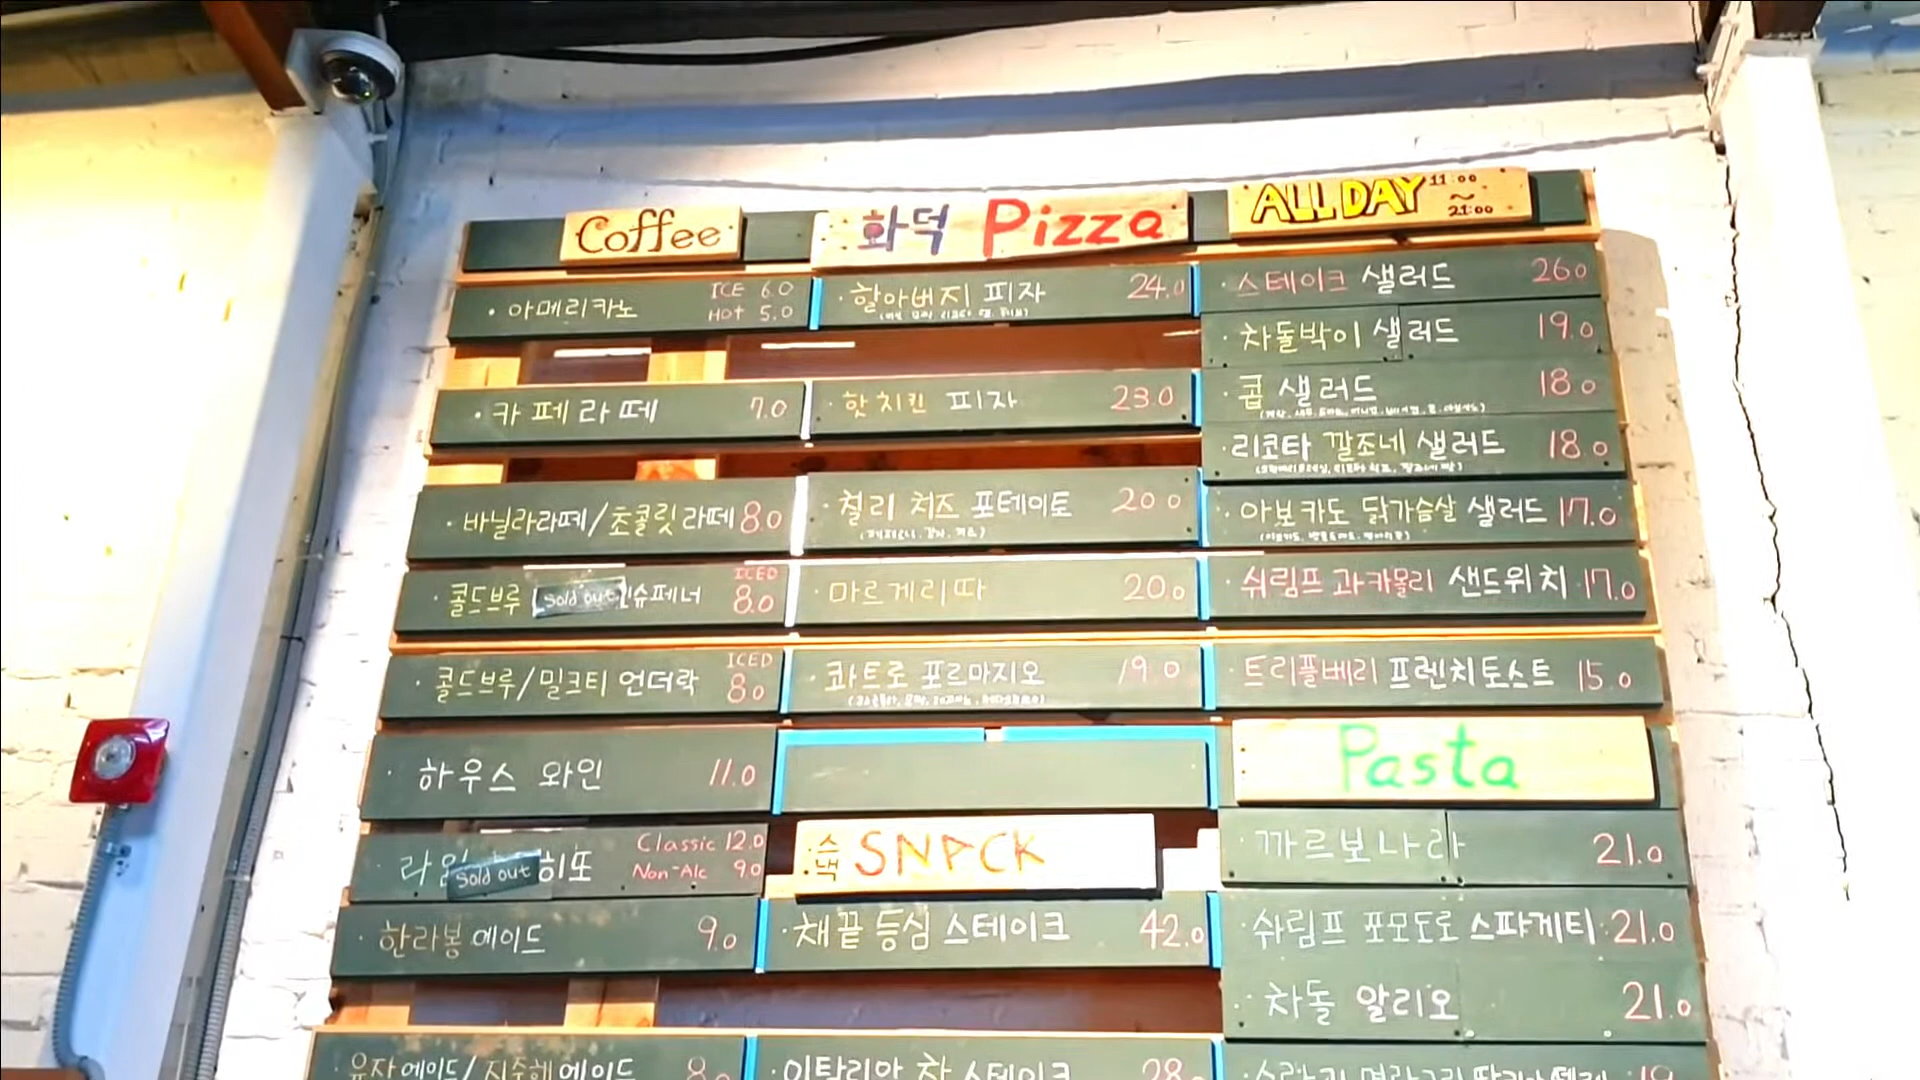 Coffee
· 아메리카노 ICE 6.0
HOT 5.0
· 카페라떼 7.0
· 바닐라라떼/초콜릿라떼 8.0
· 콜드브루 sold out 슈페너 ICED 8.0
· 콜드브루/밀크티 언더락 ICED 8.0
· 하우스 와인 11.0
라임 sold out 히또 Classic 12.0
Non-Alc 9.0
· 한라봉에이드 9.0
· 유자에이드/자수해에이드 8.0
화덕 Pizza
· 할아버지 피자 24.0
· 핫치킨 피자 23.0
· 칠리 치즈 포테이토 20.0
· 마르게리따 20.0
· 콰트로 포르마지오 19.0
스낵 SNACK
· 채끝 등심 스테이크 42.0
· 이탈리아 찹 스테이크 28
ALL DAY 11:00 ~ 21:00
· 스테이크 샐러드 26.0
· 차돌박이 샐러드 19.0
· 콥 샐러드 18.0
· 리코타 깔조네 샐러드 18.0
· 아보카도 닭가슴살 샐러드 17.0
· 쉬림프 과카몰리 샌드위치 17.0
· 트리플베리 프렌치토스트 15.0
Pasta
· 까르보나라 21.0
· 쉬림프 포모도로 스파게티 21.0
· 차돌 알리오 21.0